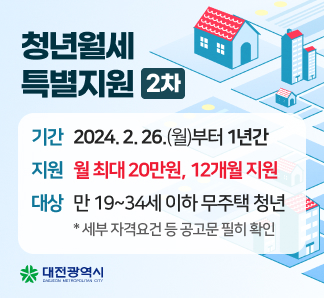 청년월세
특별지원 2차
기간 2024. 2. 26.(월)부터 1년간
지원 월 최대 20만원, 12개월 지원
대상 만 19~34세 이하 무주택 청년
* 세부 자격요건 등 공고문 필히 확인
대전광역시
DAEJEON METROPOLITAN CITY